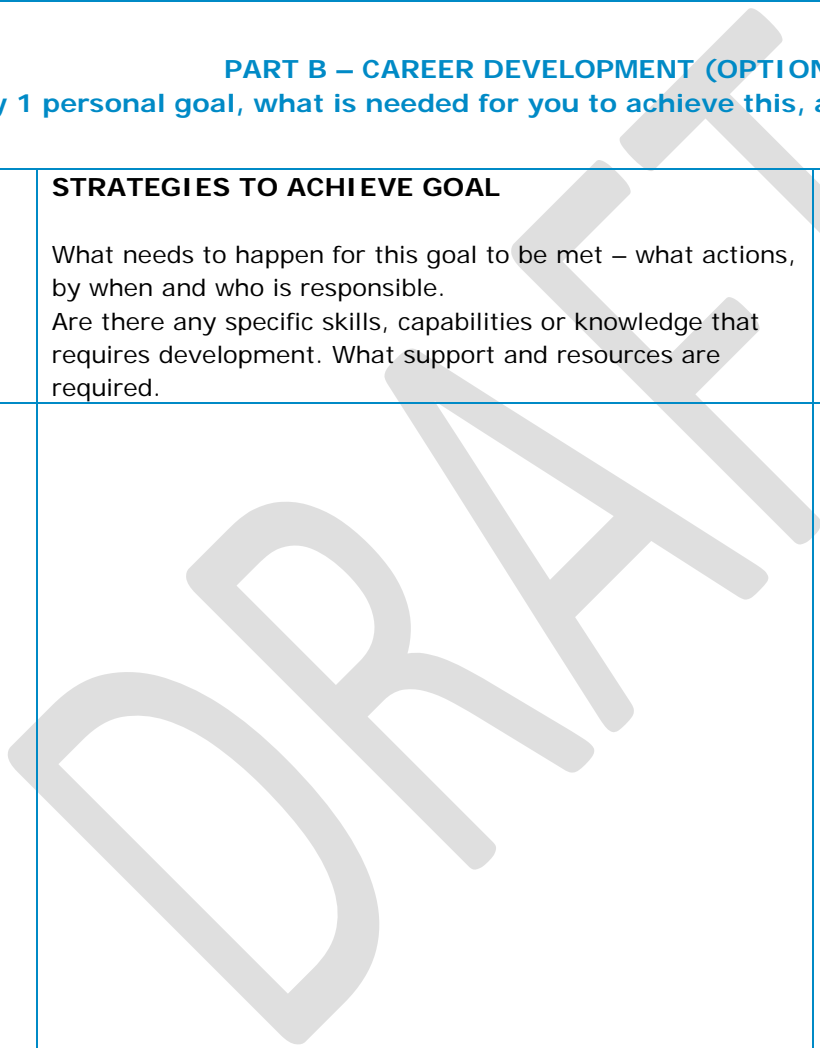 PART B – CAREER DEVELOPMENT (OPTION
y 1 personal goal, what is needed for you to achieve this, a
STRATEGIES TO ACHIEVE GOAL
What needs to happen for this goal to be met – what actions,
by when and who is responsible.
Are there any specific skills, capabilities or knowledge that
requires development. What support and resources are
required.
DRAFT